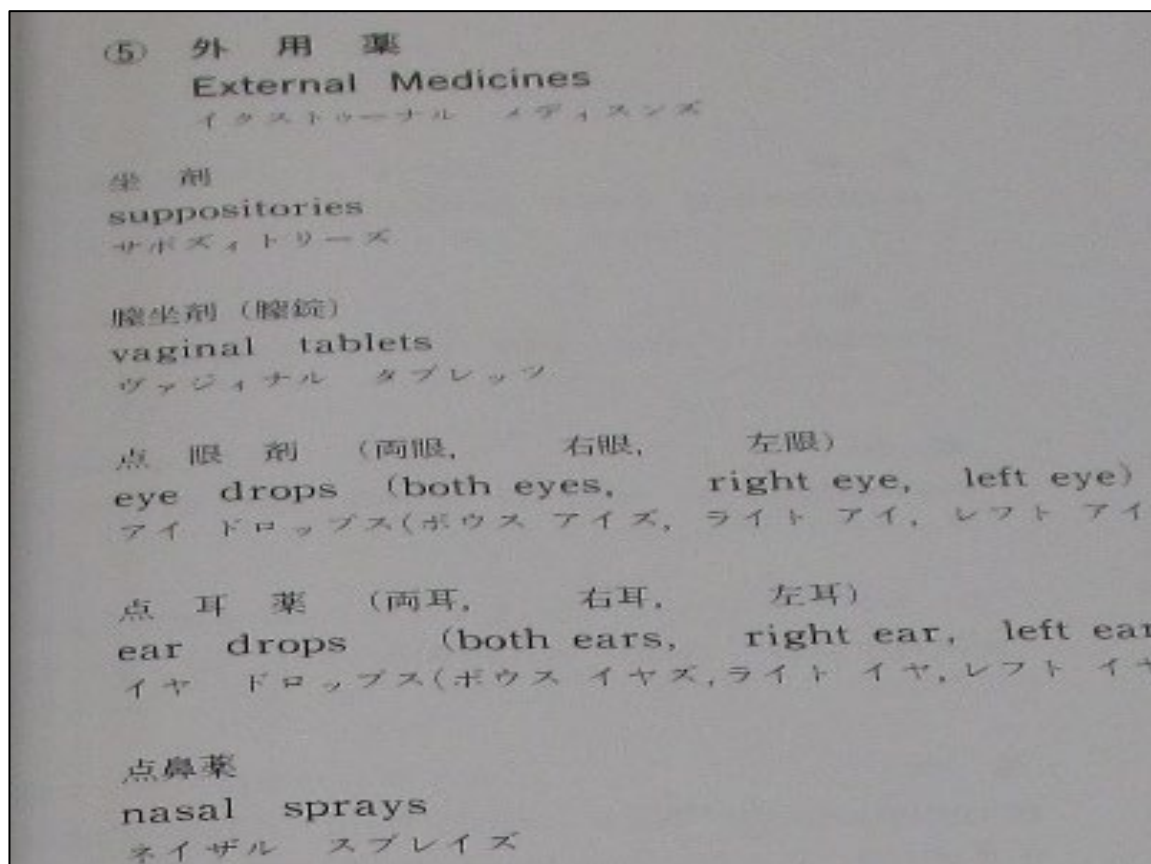 ⑤ 外用薬
External Medicines
イクストゥーナル メディスンズ
坐剤
suppositories
サポズィトリーズ
膣坐剤（膣錠）
vaginal tablets
ヴァジィナル タブレッツ
点眼剤（両眼， 右眼， 左眼）
eye drops (both eyes, right eye, left eye)
アイ ドロップス(ボウス アイズ, ライト アイ, レフト アイ
点耳薬（両耳， 右耳， 左耳）
ear drops (both ears, right ear, left ear
イヤ ドロップス(ボウス イヤズ,ライト イヤ,レフト イヤ
点鼻薬
nasal sprays
ネイザル スプレイズ